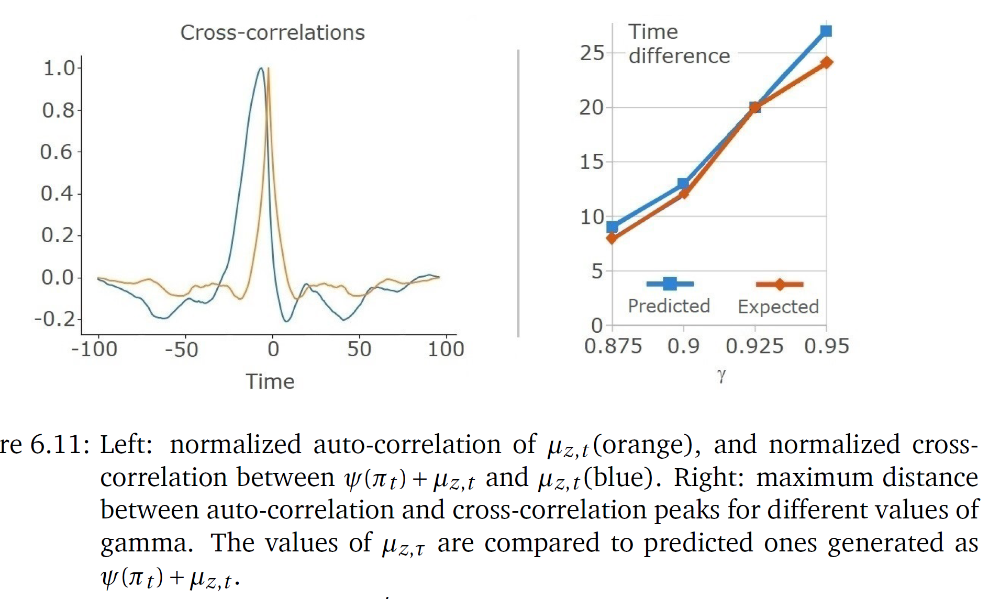 Cross-correlations
1.0
0.8
0.6
0.4
0.2
0.0
-0.2
-100 -50 0 50 100
Time
Time
difference
25
20
15
10
5
0
Predicted Expected
0.875 0.9 0.925 0.95
γ
re 6.11: Left: normalized auto-correlation of μz,t(orange), and normalized cross-
correlation between ψ(πt) + μz,t and μz,t(blue). Right: maximum distance
between auto-correlation and cross-correlation peaks for different values of
gamma. The values of μz,τ are compared to predicted ones generated as
ψ(πt) + μz,t.